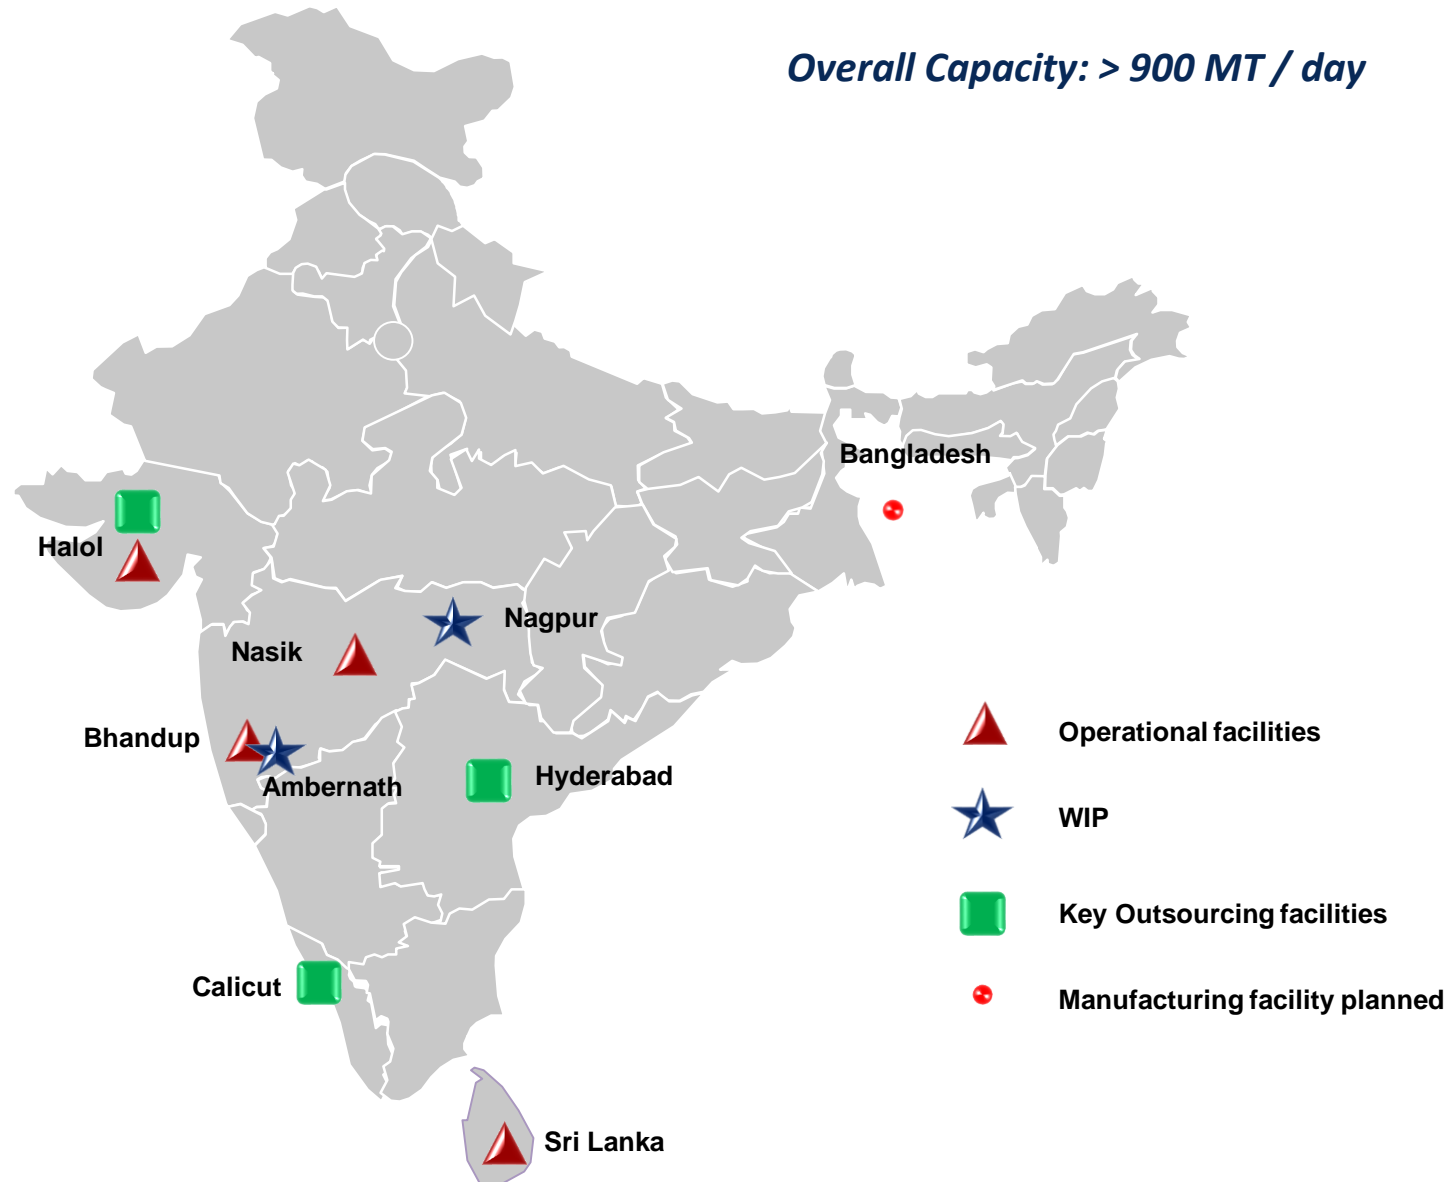 Overall Capacity: > 900 MT / day
Bangladesh
Halol
Nagpur
Nasik
Bhandup
Ambernath
Hyderabad
Calicut
Sri Lanka
Operational facilities
WIP
Key Outsourcing facilities
Manufacturing facility planned